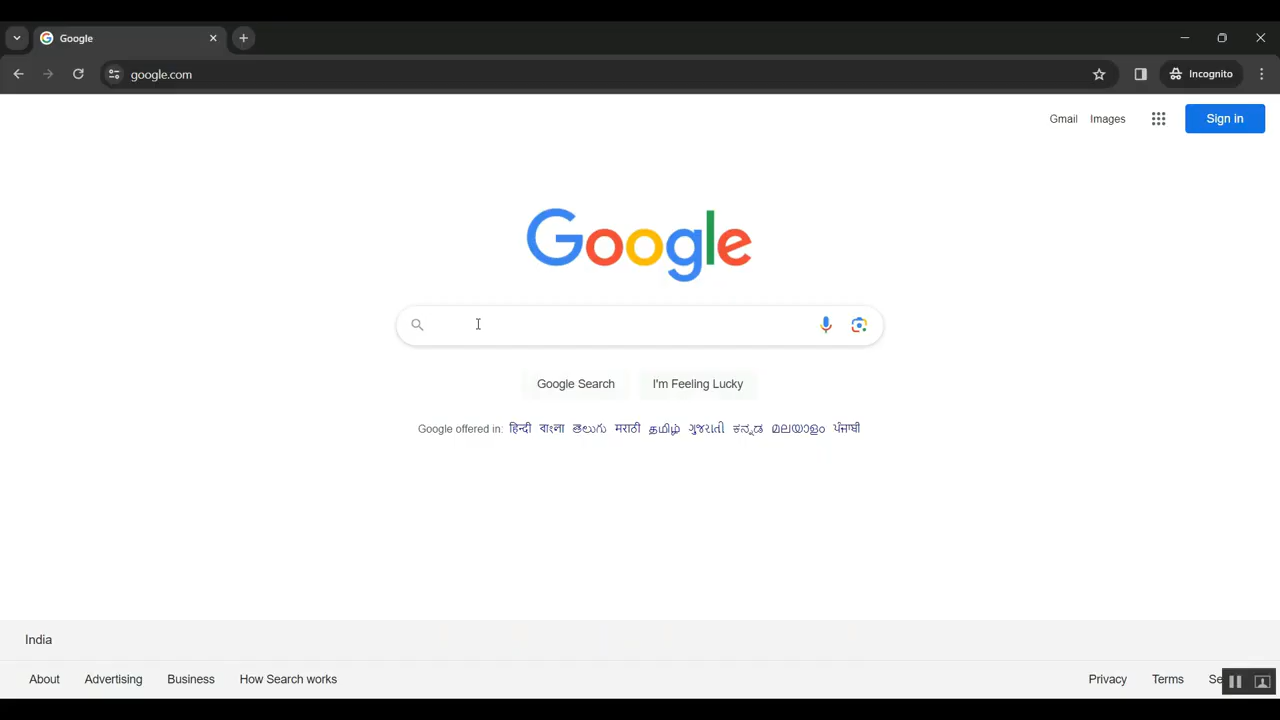 Google
google.com
Incognito
Gmail Images Sign in
Google
Google Search I'm Feeling Lucky
Google offered in: हिन्दी বাংলা తెలుగు मराठी தமிழ் ગુજરાતી ಕನ್ನಡ മലയാളം ਪੰਜਾਬੀ
India
About Advertising Business How Search works Privacy Terms Se